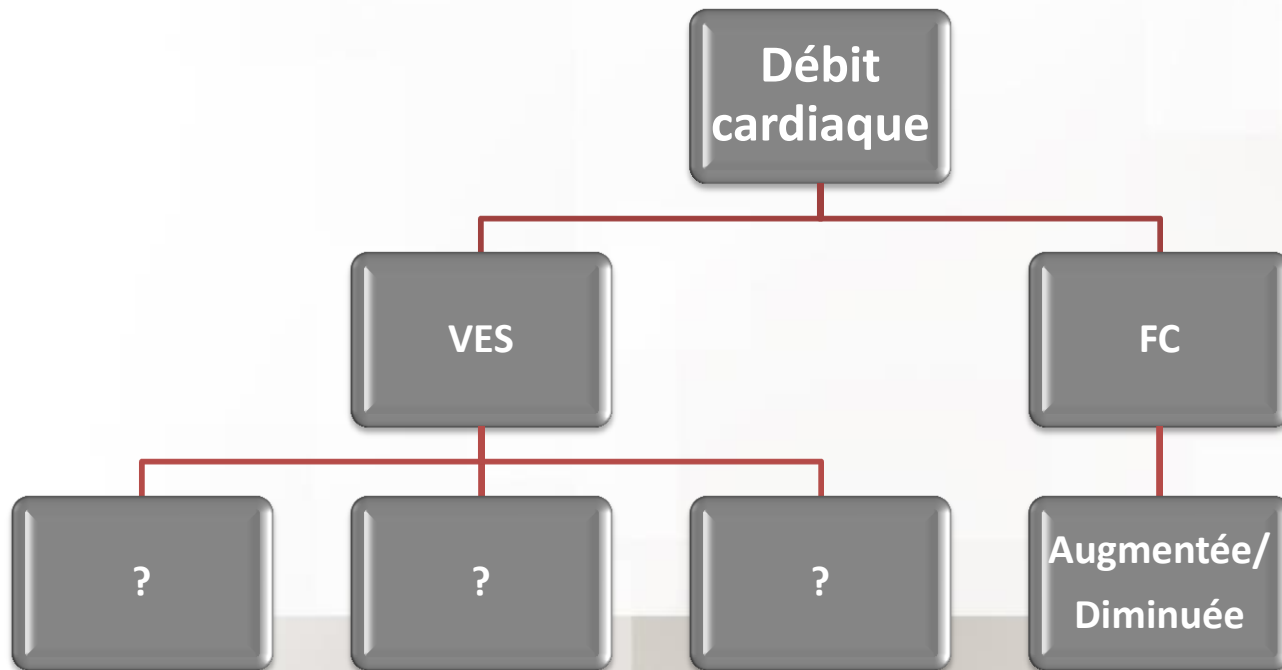 Débit
cardiaque
VES
FC
?
?
?
Augmentée/
Diminuée